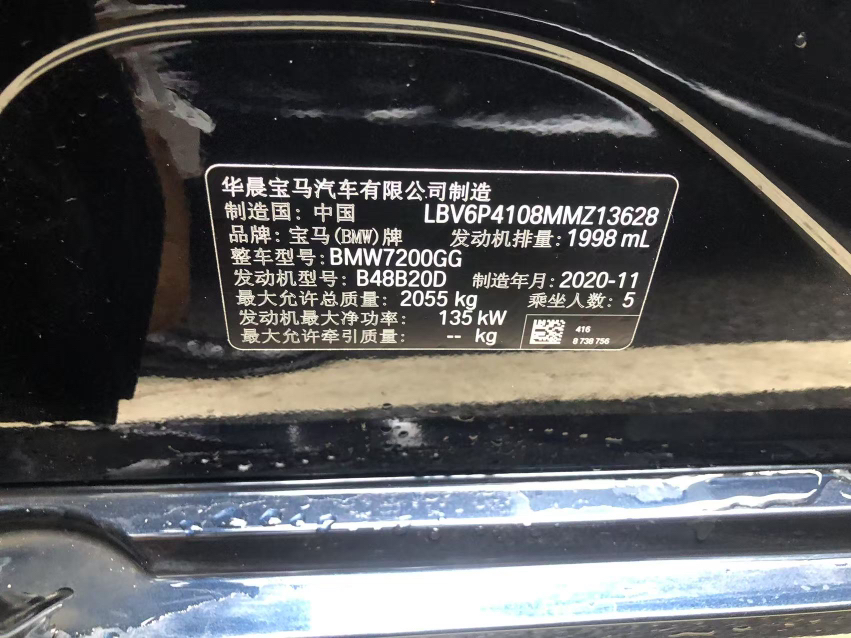 华晨宝马汽车有限公司制造
制造国：中国 LBV6P4108MMZ13628
品牌：宝马(BMW)牌 发动机排量：1998 mL
整车型号：BMW7200GG
发动机型号：B48B20D 制造年月：2020-11
最大允许总质量：2055 kg 乘坐人数：5
发动机最大净功率：135 kW
最大允许牵引质量：-- kg
416
8 738 756